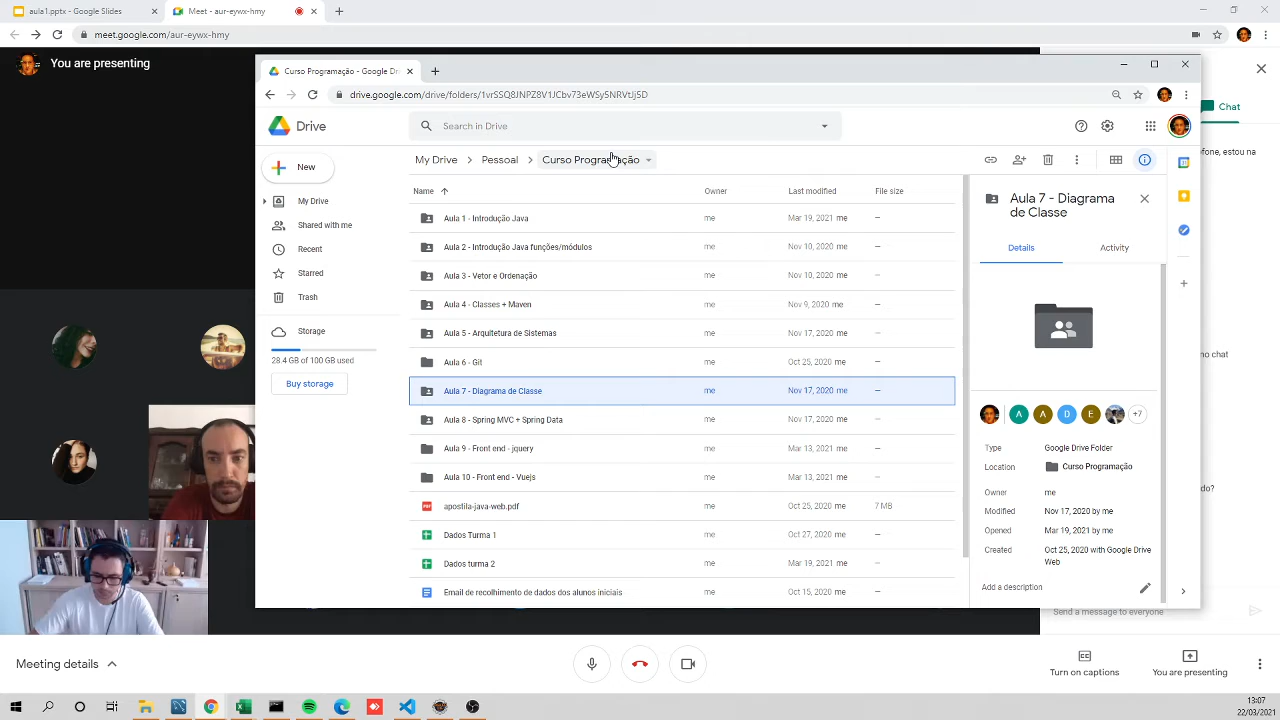 aula1.pptx - Google Slides
Meet - aur-eywx-hmy
meet.google.com/aur-eywx-hmy
You are presenting
Curso Programação - Google Dr
drive.google.com/drive/folders/1vrSSQ8JNPZ8V1JCbv73eWSy5NRVtJj5D
Chat
Drive
Search in Drive
efone, estou na
New
My Drive
Pessoal
Curso Programação
Name
Owner
Last modified
File size
Aula 7 - Diagrama
de Classe
My Drive
Shared with me
Recent
Starred
Trash
Storage
28.4 GB of 100 GB used
Buy storage
Aula 1 - Introdução Java me Mar 19, 2021 me —
Aula 2 - Introdução Java funções/módulos me Nov 10, 2020 me —
Aula 3 - Vetor e Ordenação me Nov 10, 2020 me —
Aula 4 - Classes + Maven me Nov 9, 2020 me —
Aula 5 - Arquitetura de Sistemas me Nov 17, 2020 me —
Aula 6 - Git me Oct 25, 2020 me —
Aula 7 - Diagrama de Classe me Nov 17, 2020 me —
Aula 8 - Spring MVC + Spring Data me Nov 17, 2020 me —
Aula 9 - Front end - jquery me Mar 13, 2021 me —
Aula 10 - Front end - Vuejs me Mar 13, 2021 me —
PDF apostila-java-web.pdf me Oct 25, 2020 me 7 MB
Dados Turma 1 me Oct 27, 2020 me —
Dados turma 2 me Mar 19, 2021 me —
Email de recolhimento de dados dos alunos iniciais me Oct 15, 2020 me —
Details
Activity
A A D E +7
Type Google Drive Folder
Location Curso Programação
Owner me
Modified Nov 17, 2020 by me
Opened Mar 19, 2021 by me
Created Oct 25, 2020 with Google Drive
Web
Add a description
no chat
do?
Send a message to everyone
Meeting details
Turn on captions
You are presenting
13:07
22/03/2021